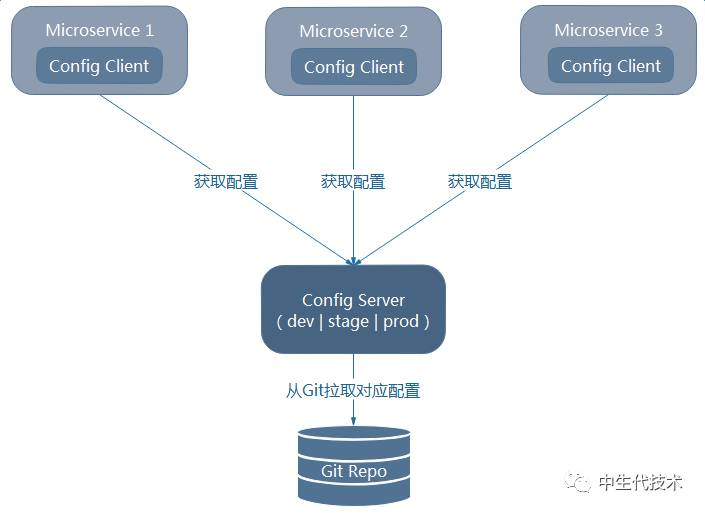 Microservice 1
Config Client
Microservice 2
Config Client
Microservice 3
Config Client
获取配置
获取配置
获取配置
Config Server
( dev | stage | prod )
从Git拉取对应配置
Git Repo
中生代技术